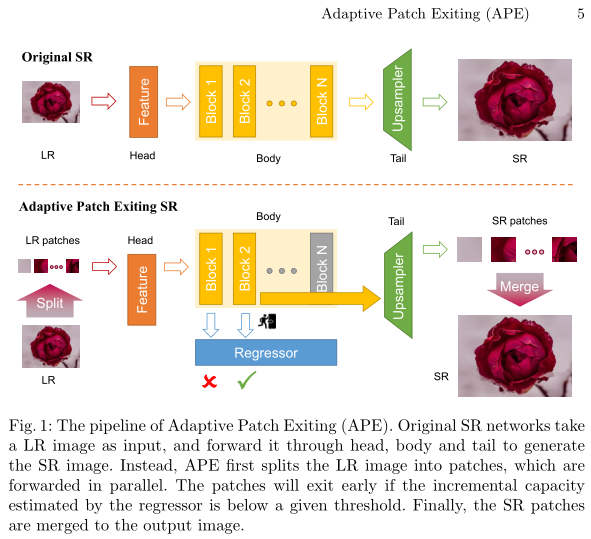 Adaptive Patch Exiting (APE) 5
Original SR
Feature
Block 1
Block 2
Block N
Upsampler
LR
Head
Body
Tail
SR
Adaptive Patch Exiting SR
LR patches
Head
Body
Tail
SR patches
Feature
Block 1
Block 2
Block N
Upsampler
Split
Merge
Regressor
LR
SR
Fig. 1: The pipeline of Adaptive Patch Exiting (APE). Original SR networks take
a LR image as input, and forward it through head, body and tail to generate
the SR image. Instead, APE first splits the LR image into patches, which are
forwarded in parallel. The patches will exit early if the incremental capacity
estimated by the regressor is below a given threshold. Finally, the SR patches
are merged to the output image.